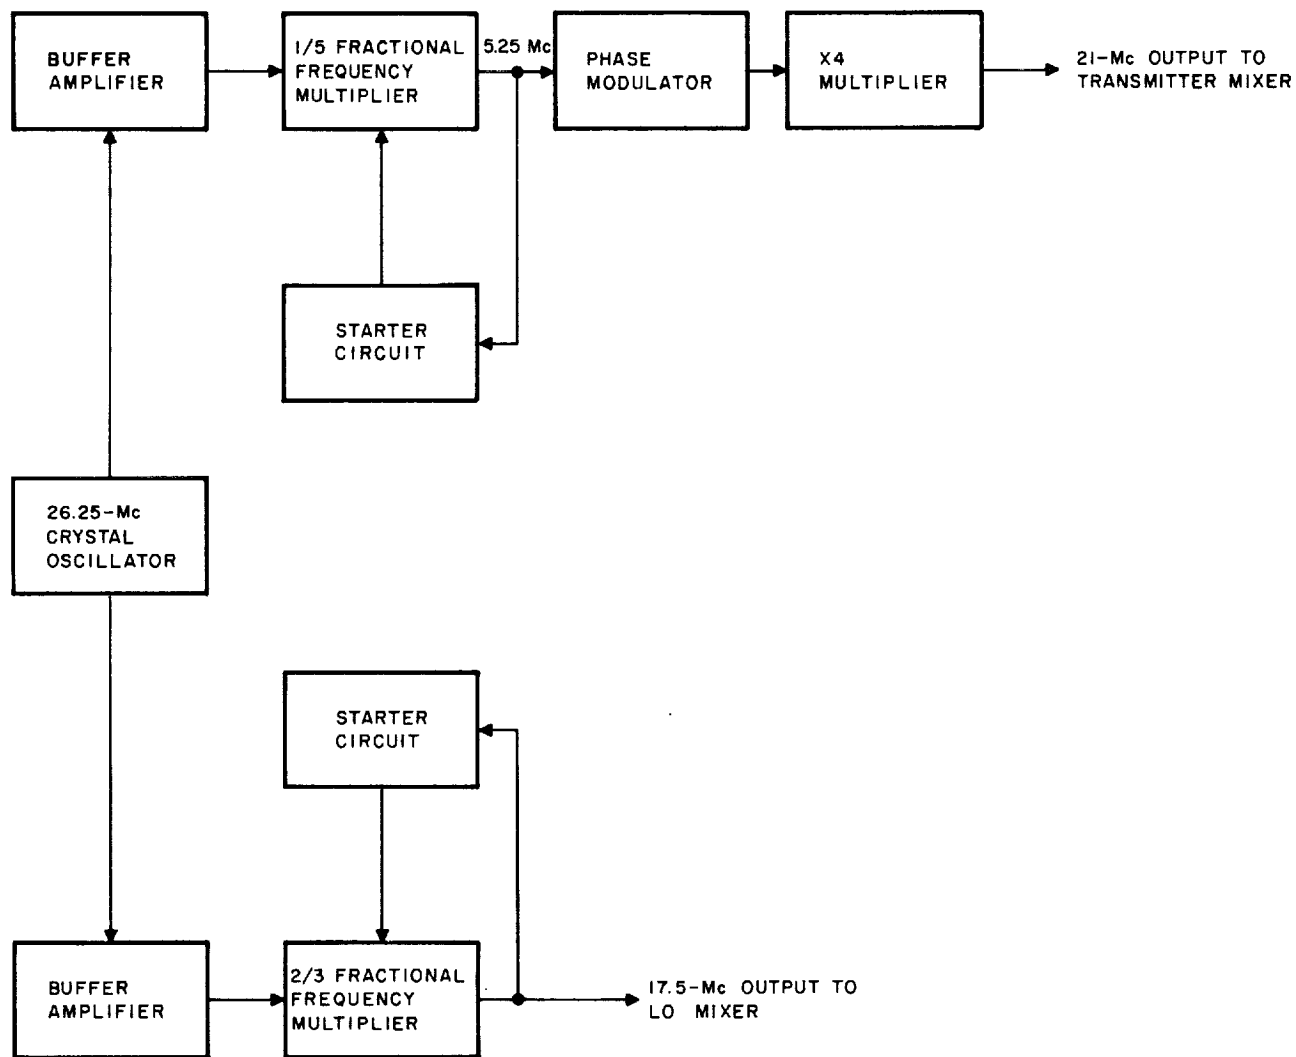 BUFFER
AMPLIFIER
1/5 FRACTIONAL
FREQUENCY
MULTIPLIER
5.25 Mc
PHASE
MODULATOR
X4
MULTIPLIER
21-Mc OUTPUT TO
TRANSMITTER MIXER
STARTER
CIRCUIT
26.25-Mc
CRYSTAL
OSCILLATOR
STARTER
CIRCUIT
BUFFER
AMPLIFIER
2/3 FRACTIONAL
FREQUENCY
MULTIPLIER
17.5-Mc OUTPUT TO
LO MIXER